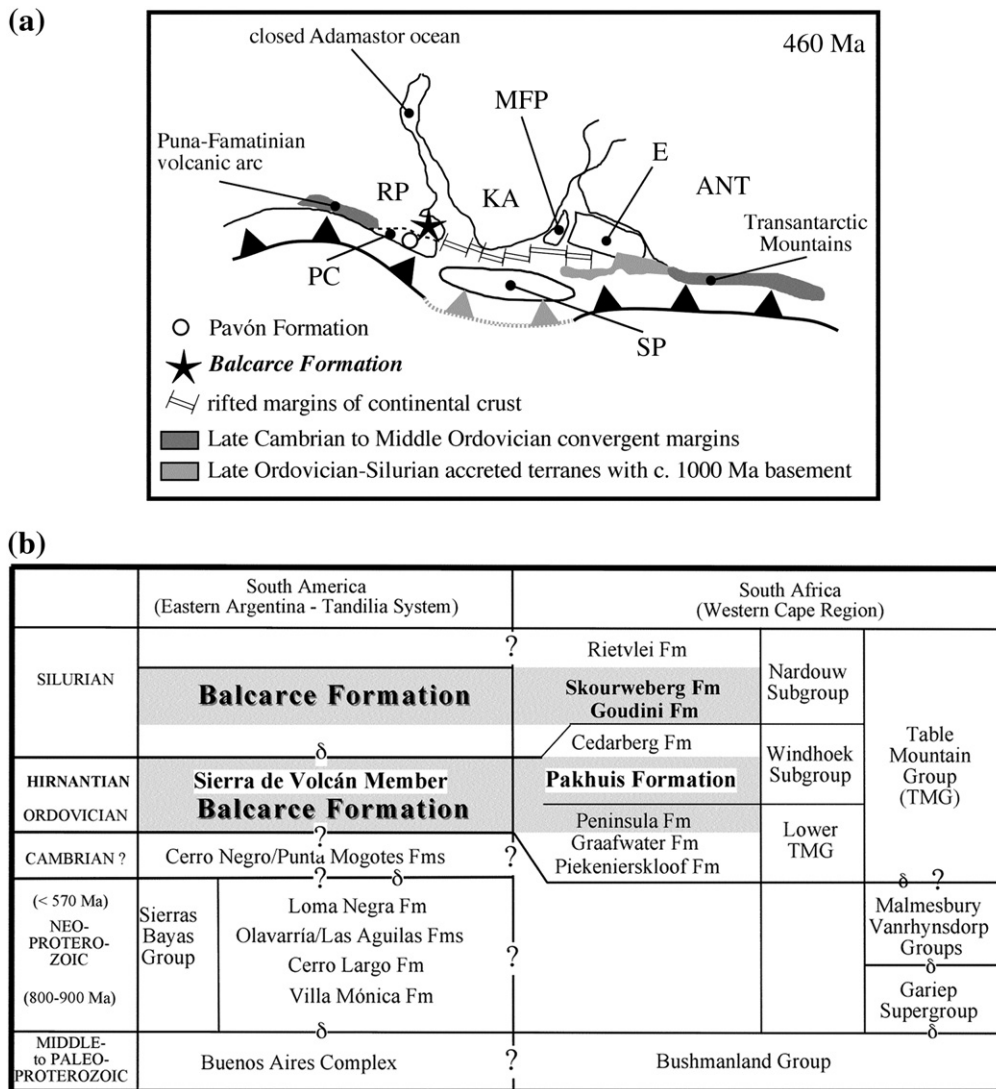 (a)
closed Adamastor ocean
460 Ma
MFP
E
Puna-Famatinian
volcanic arc
RP
KA
ANT
Transantarctic
Mountains
PC
SP
Pavón Formation
Balcarce Formation
rifted margins of continental crust
Late Cambrian to Middle Ordovician convergent margins
Late Ordovician-Silurian accreted terranes with c. 1000 Ma basement
(b)
South America
(Eastern Argentina - Tandilia System)
South Africa
(Western Cape Region)
SILURIAN
?
Balcarce Formation
δ
Rietvlei Fm
Skourweberg Fm
Goudini Fm
Cedarberg Fm
Nardouw
Subgroup
Windhoek
Subgroup
Table
Mountain
Group
(TMG)
HIRNANTIAN
ORDOVICIAN
Sierra de Volcán Member
Balcarce Formation
?
Pakhuis Formation
Peninsula Fm
Graafwater Fm
Piekenierskloof Fm
Lower
TMG
CAMBRIAN ?
Cerro Negro/Punta Mogotes Fms
?
? δ
δ ?
(< 570 Ma)
NEO-
PROTERO-
ZOIC
(800-900 Ma)
Sierras
Bayas
Group
Loma Negra Fm
Olavarría/Las Aguilas Fms
Cerro Largo Fm
Villa Mónica Fm
?
δ
Malmesbury
Vanrhynsdorp
Groups
δ
Gariep
Supergroup
δ
MIDDLE-
to PALEO-
PROTEROZOIC
Buenos Aires Complex
?
Bushmanland Group